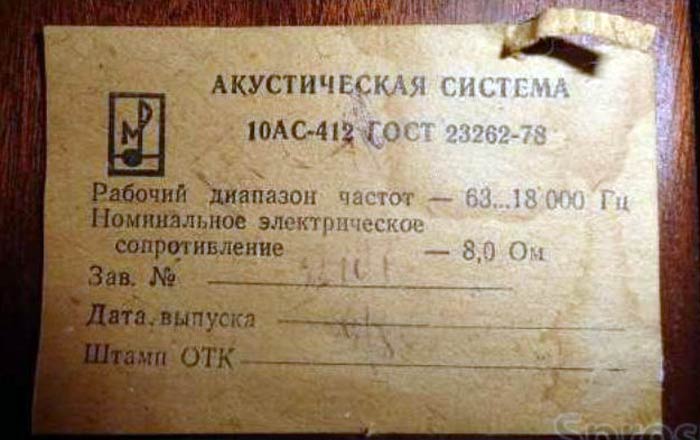 АКУСТИЧЕСКАЯ СИСТЕМА
10АС-412 ГОСТ 23262-78
Рабочий диапазон частот — 63...18 000 Гц
Номинальное электрическое
сопротивление — 8,0 Ом
Зав. №
Дата выпуска
Штамп ОТК